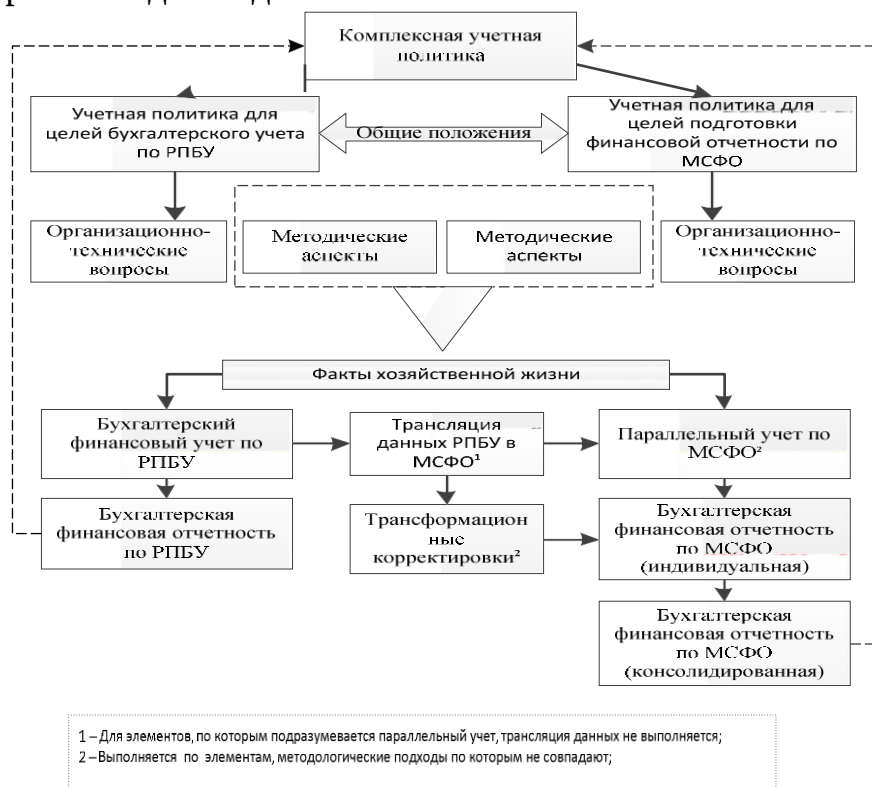 Комплексная учетная
политика
Учетная политика для
целей бухгалтерского учета
по РПБУ
Общие положения
Учетная политика для
целей подготовки
финансовой отчетности по
МСФО
Организационно-
технические
вопросы
Методические
аспекты
Методические
аспекты
Организационно-
технические
вопросы
Факты хозяйственной жизни
Бухгалтерский
финансовый учет по
РПБУ
Трансляция
данных РПБУ в
МСФО¹
Параллельный учет по
МСФО²
Бухгалтерская
финансовая отчетность
по РПБУ
Трансформацион
ные
корректировки²
Бухгалтерская
финансовая отчетность
по МСФО
(индивидуальная)
Бухгалтерская
финансовая отчетность
по МСФО
(консолидированная)
1 – Для элементов, по которым подразумевается параллельный учет, трансляция данных не выполняется;
2 – Выполняется по элементам, методологические подходы по которым не совпадают;